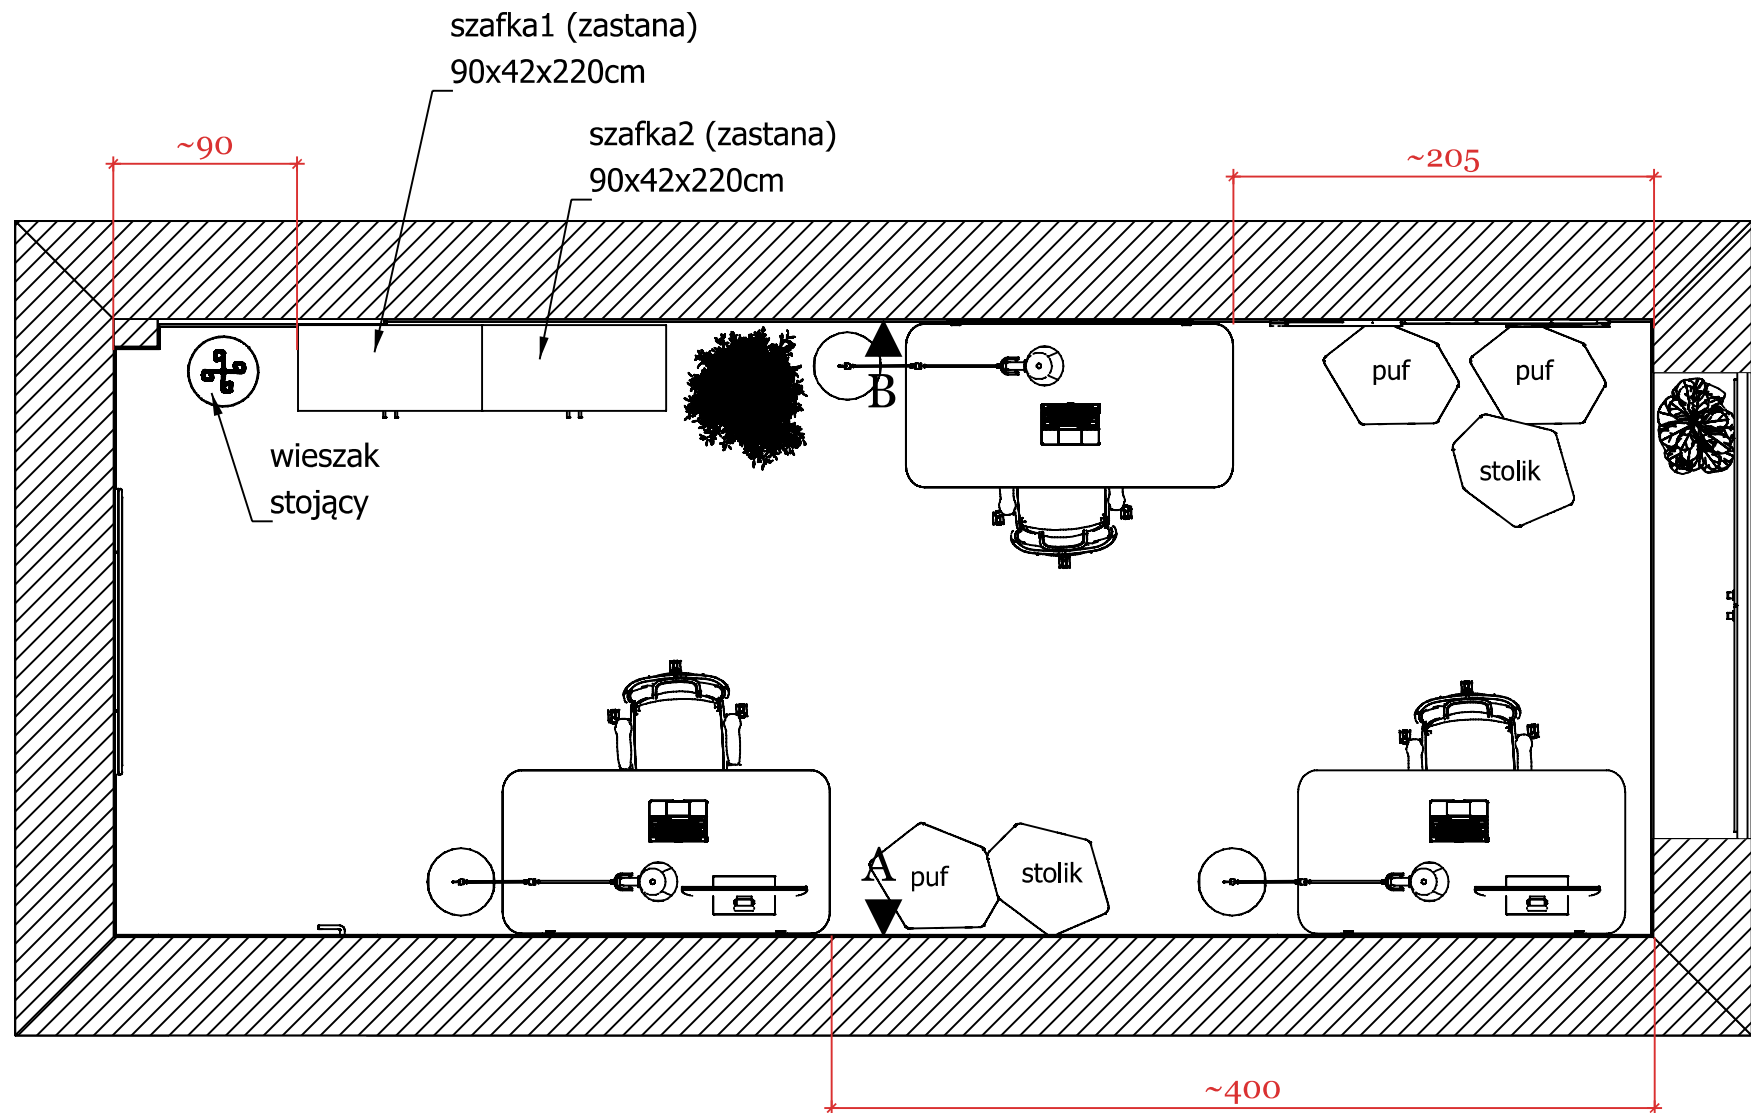 szafka1 (zastana)
90x42x220cm
szafka2 (zastana)
90x42x220cm
~90
~205
puf
puf
B
stolik
wieszak
stojący
A
puf
stolik
~400